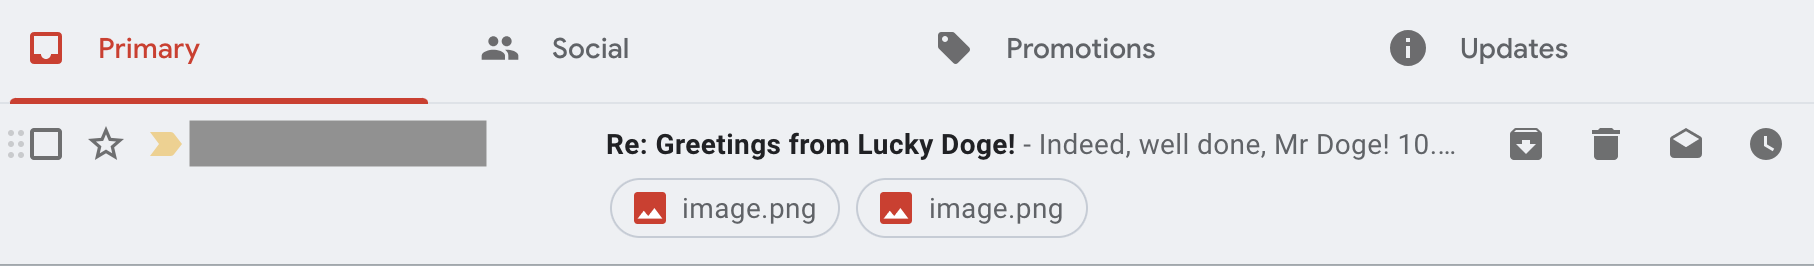 Primary Social Promotions Updates
Re: Greetings from Lucky Doge! - Indeed, well done, Mr Doge! 10.…
image.png image.png